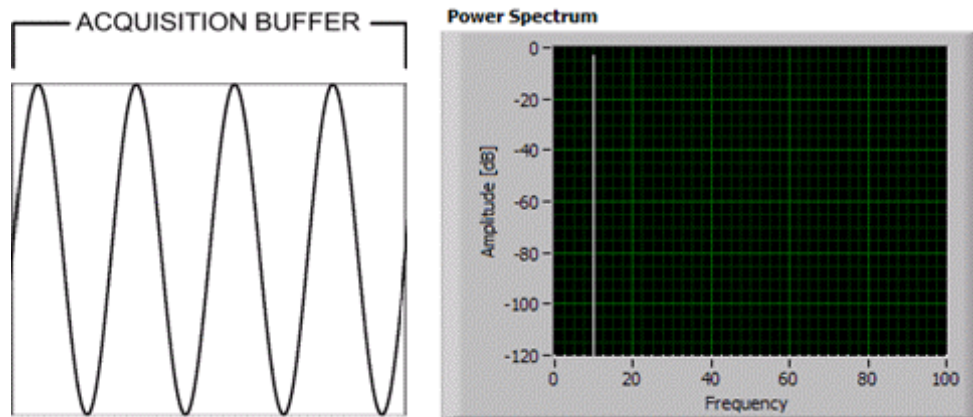 ACQUISITION BUFFER
Power Spectrum
Amplitude [dB]
0
-20
-40
-60
-80
-100
-120
0 20 40 60 80 100
Frequency